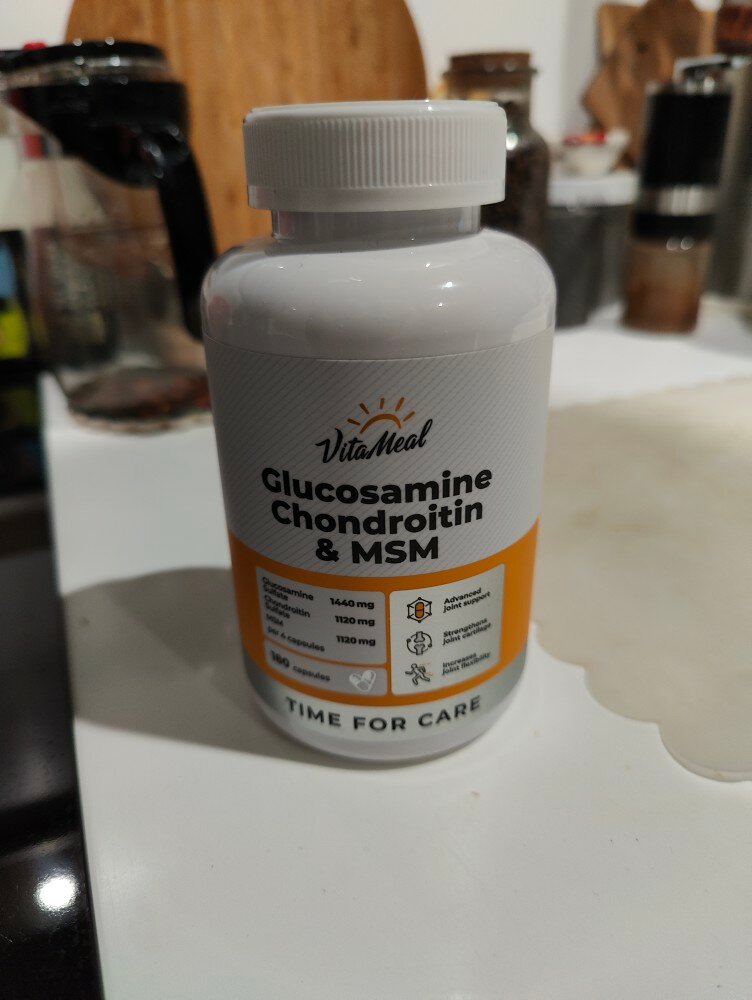 VitaMeal
Glucosamine
Chondroitin
& MSM
Glucosamine
Sulfate 1440 mg
Chondroitin
Sulfate 1120 mg
MSM 1120 mg
per 4 capsules
180 capsules
Advanced
joint support
Strengthens
joint cartilage
Increases
joint flexibility
TIME FOR CARE